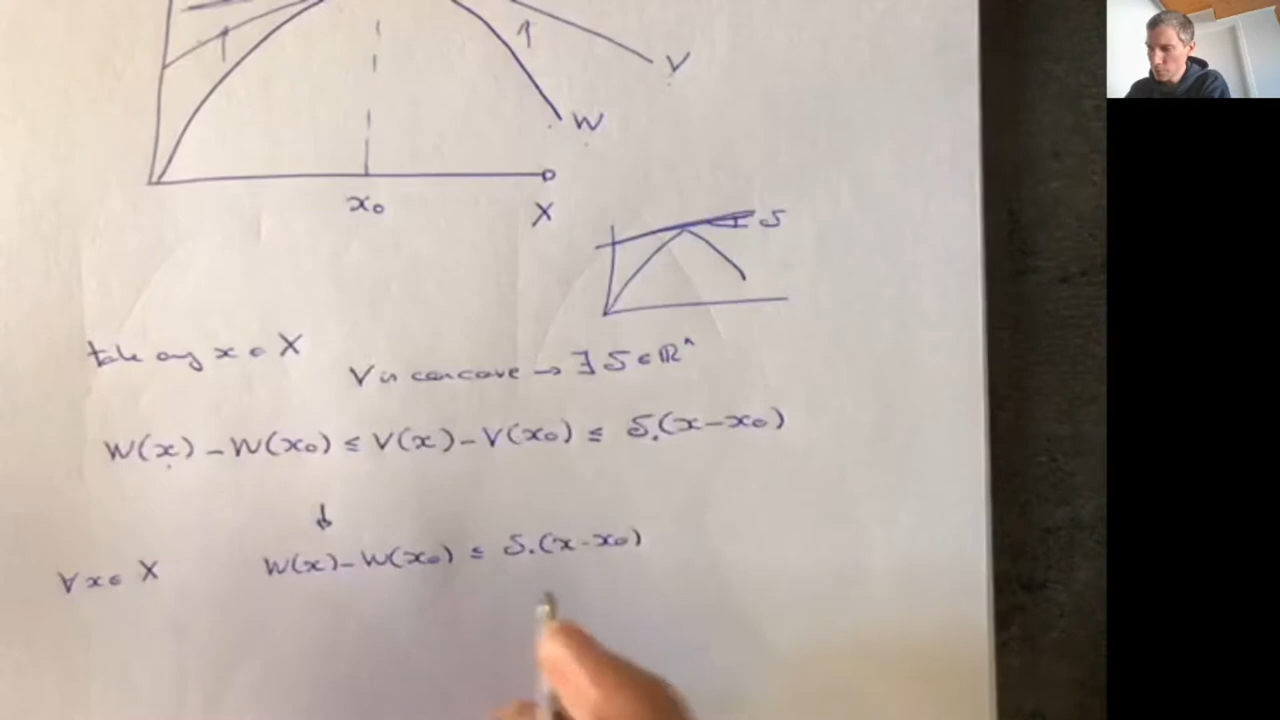 V
W
x₀
X
S
take any x ∈ X
V is concave → ∃ S ∈ ℝⁿ
W(x) – W(x₀) ≤ V(x) – V(x₀) ≤ S.(x – x₀)
↓
∀ x ∈ X W(x) – W(x₀) ≤ S.(x – x₀)